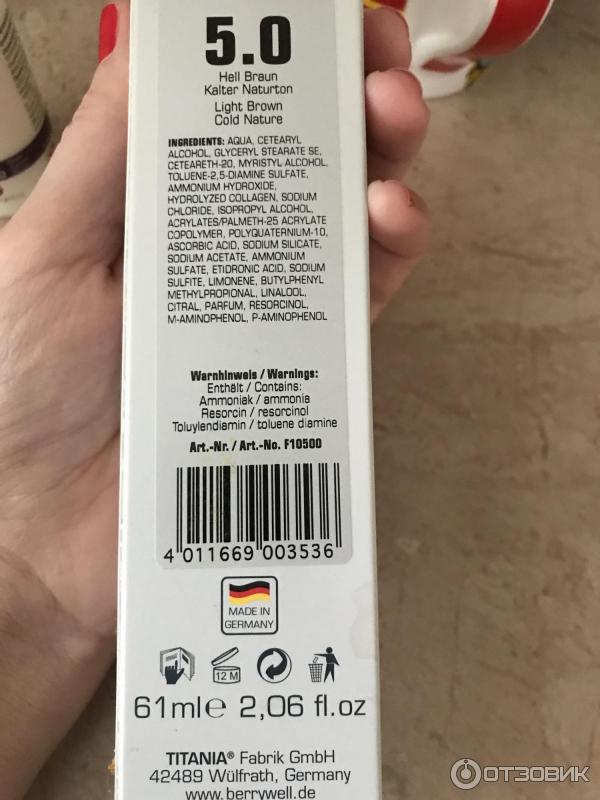 5.0
Hell Braun
Kalter Naturton
Light Brown
Cold Nature
INGREDIENTS: AQUA, CETEARYL
ALCOHOL, GLYCERYL STEARATE SE,
CETEARETH-20, MYRISTYL ALCOHOL,
TOLUENE-2,5-DIAMINE SULFATE,
AMMONIUM HYDROXIDE,
HYDROLYZED COLLAGEN, SODIUM
CHLORIDE, ISOPROPYL ALCOHOL,
ACRYLATES/PALMETH-25 ACRYLATE
COPOLYMER, POLYQUATERNIUM-10,
ASCORBIC ACID, SODIUM SILICATE,
SODIUM ACETATE, AMMONIUM
SULFATE, ETIDRONIC ACID, SODIUM
SULFITE, LIMONENE, BUTYLPHENYL
METHYLPROPIONAL, LINALOOL,
CITRAL, PARFUM, RESORCINOL,
M-AMINOPHENOL, P-AMINOPHENOL
Warnhinweis / Warnings:
Enthält / Contains:
Ammoniak / ammonia
Resorcin / resorcinol
Toluylendiamin / toluene diamine
Art.-Nr. / Art.-No. F10500
4 011669 003536
MADE IN
GERMANY
12 M
61ml e 2,06 fl.oz
TITANIA® Fabrik GmbH
42489 Wülfrath, Germany
www.berrywell.de
ОТЗОВИК